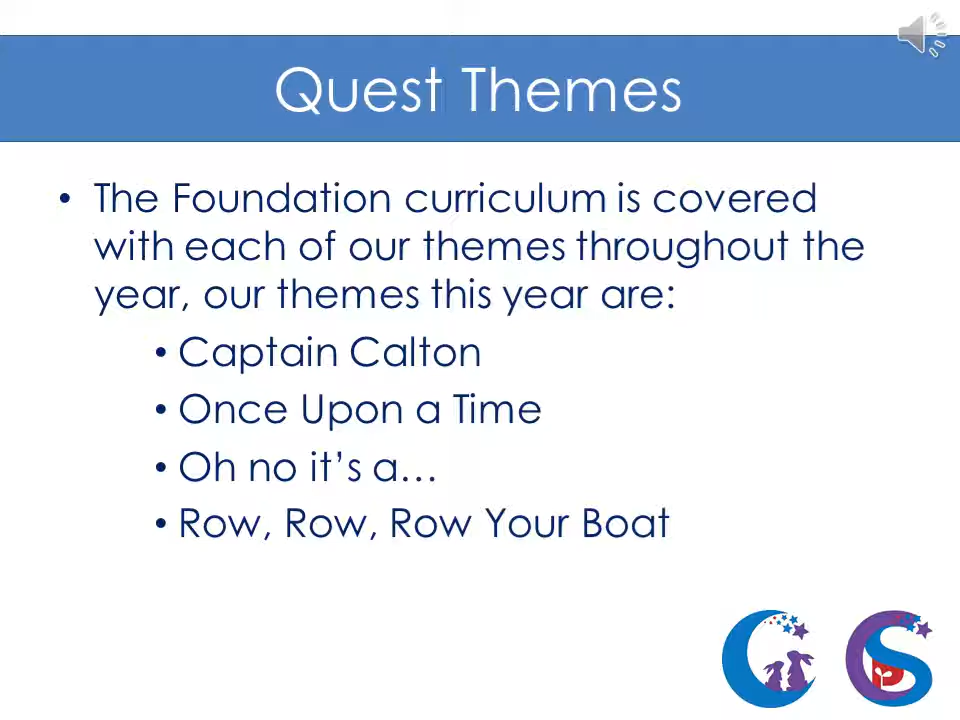 Quest Themes
• The Foundation curriculum is covered
with each of our themes throughout the
year, our themes this year are:
• Captain Calton
• Once Upon a Time
• Oh no it’s a…
• Row, Row, Row Your Boat